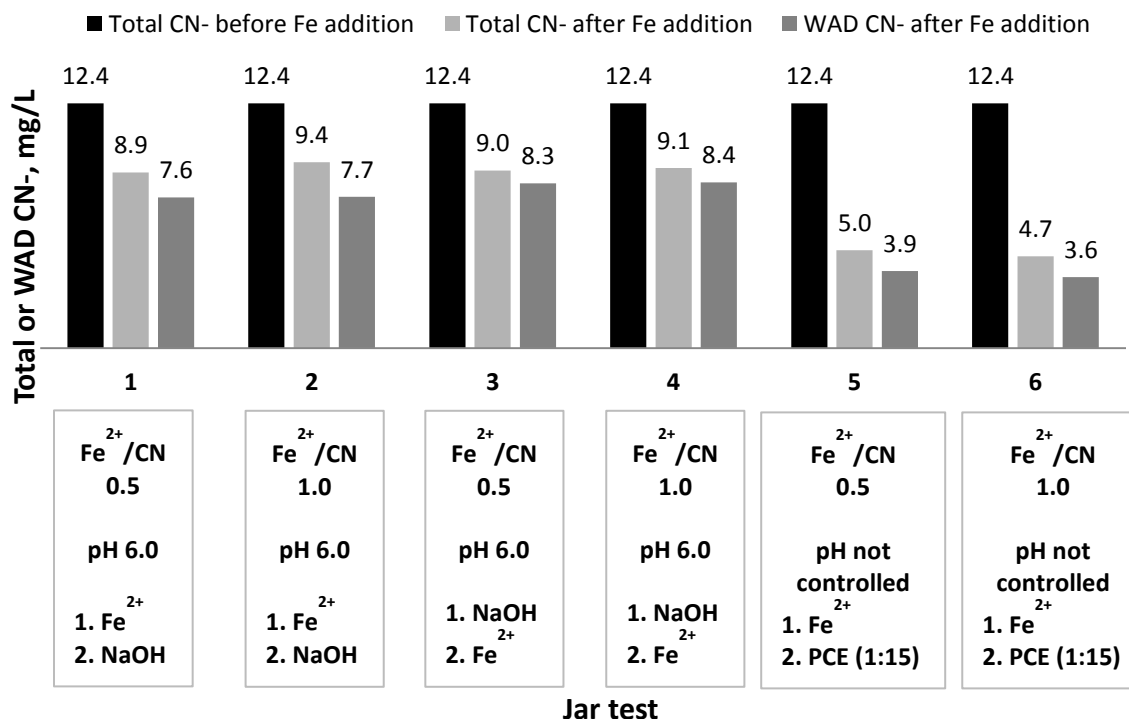 Total CN- before Fe addition Total CN- after Fe addition WAD CN- after Fe addition
Total or WAD CN-, mg/L
12.4 8.9 7.6 12.4 9.4 7.7 12.4 9.0 8.3 12.4 9.1 8.4 12.4 5.0 3.9 12.4 4.7 3.6
1 2 3 4 5 6
Fe²⁺/CN
0.5
pH 6.0
1. Fe²⁺
2. NaOH
Fe²⁺/CN
1.0
pH 6.0
1. Fe²⁺
2. NaOH
Fe²⁺/CN
0.5
pH 6.0
1. NaOH
2. Fe²⁺
Fe²⁺/CN
1.0
pH 6.0
1. NaOH
2. Fe²⁺
Fe²⁺/CN
0.5
pH not
controlled
1. Fe²⁺
2. PCE (1:15)
Fe²⁺/CN
1.0
pH not
controlled
1. Fe²⁺
2. PCE (1:15)
Jar test